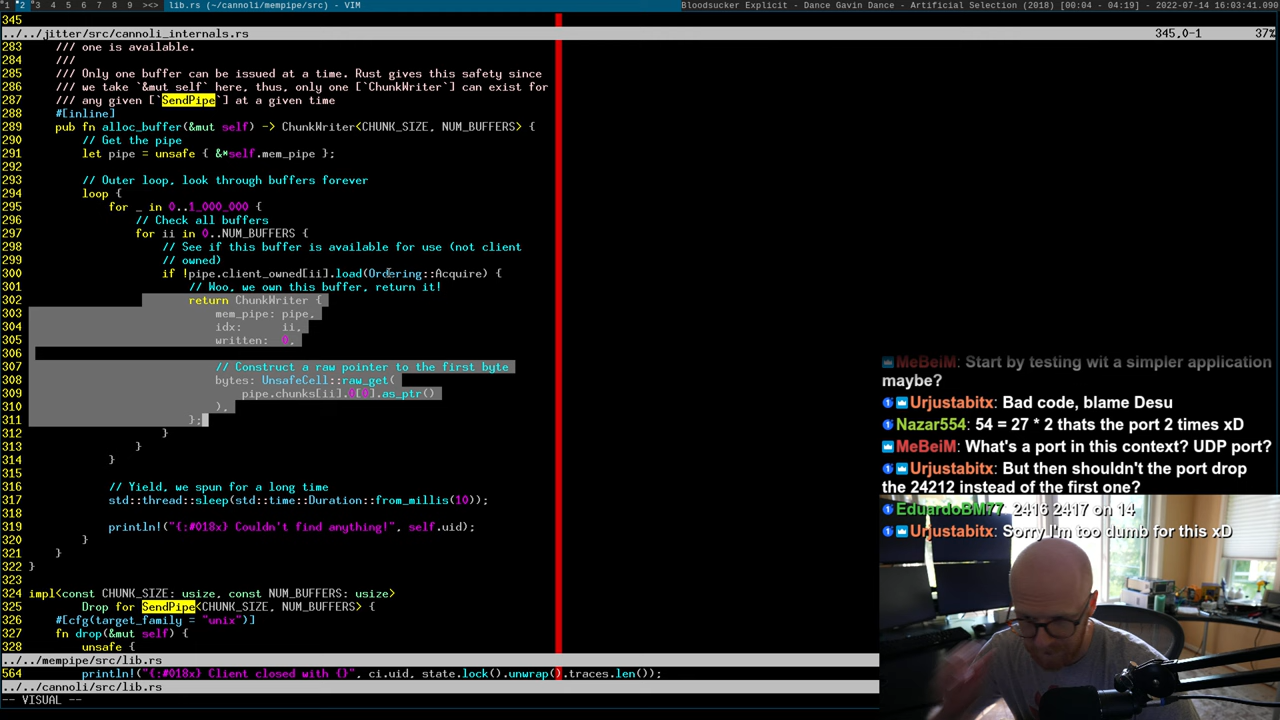 1 2 3 4 5 6 7 8 9 ><> lib.rs (~/cannoli/mempipe/src) - VIM
Bloodsucker Explicit - Dance Gavin Dance - Artificial Selection (2018) [00:04 - 04:19] | 2022-07-14 16:03:41.090
345
../../jitter/src/cannoli_internals.rs 345,0-1 37%
283 /// one is available.
284 ///
285 /// Only one buffer can be issued at a time. Rust gives this safety since
286 /// we take `&mut self` here, thus, only one [`ChunkWriter`] can exist for
287 /// any given [`SendPipe`] at a given time
288 #[inline]
289 pub fn alloc_buffer(&mut self) -> ChunkWriter<CHUNK_SIZE, NUM_BUFFERS> {
290 // Get the pipe
291 let pipe = unsafe { &*self.mem_pipe };
292
293 // Outer loop, look through buffers forever
294 loop {
295 for _ in 0..1_000_000 {
296 // Check all buffers
297 for ii in 0..NUM_BUFFERS {
298 // See if this buffer is available for use (not client
299 // owned)
300 if !pipe.client_owned[ii].load(Ordering::Acquire) {
301 // Woo, we own this buffer, return it!
302 return ChunkWriter {
303 mem_pipe: pipe,
304 idx: ii,
305 written: 0,
306
307 // Construct a raw pointer to the first byte
308 bytes: UnsafeCell::raw_get(
309 pipe.chunks[ii].0[0].as_ptr()
310 ),
311 };
312 }
313 }
314 }
315
316 // Yield, we spun for a long time
317 std::thread::sleep(std::time::Duration::from_millis(10));
318
319 println!("{:#018x} Couldn't find anything!", self.uid);
320 }
321 }
322 }
323
324 impl<const CHUNK_SIZE: usize, const NUM_BUFFERS: usize>
325 Drop for SendPipe<CHUNK_SIZE, NUM_BUFFERS> {
326 #[cfg(target_family = "unix")]
327 fn drop(&mut self) {
328 unsafe {
../../mempipe/src/lib.rs
564 println!("{:#018x} Client closed with {}", ci.uid, state.lock().unwrap().traces.len());
../../cannoli/src/lib.rs
-- VISUAL --
MeBeiM: Start by testing wit a simpler application
maybe?
Urjustabitx: Bad code, blame Desu
Nazar554: 54 = 27 * 2 thats the port 2 times xD
MeBeiM: What's a port in this context? UDP port?
Urjustabitx: But then shouldn't the port drop
the 24212 instead of the first one?
EduardoBM77: 2416 2417 on 14
Urjustabitx: Sorry I'm too dumb for this xD